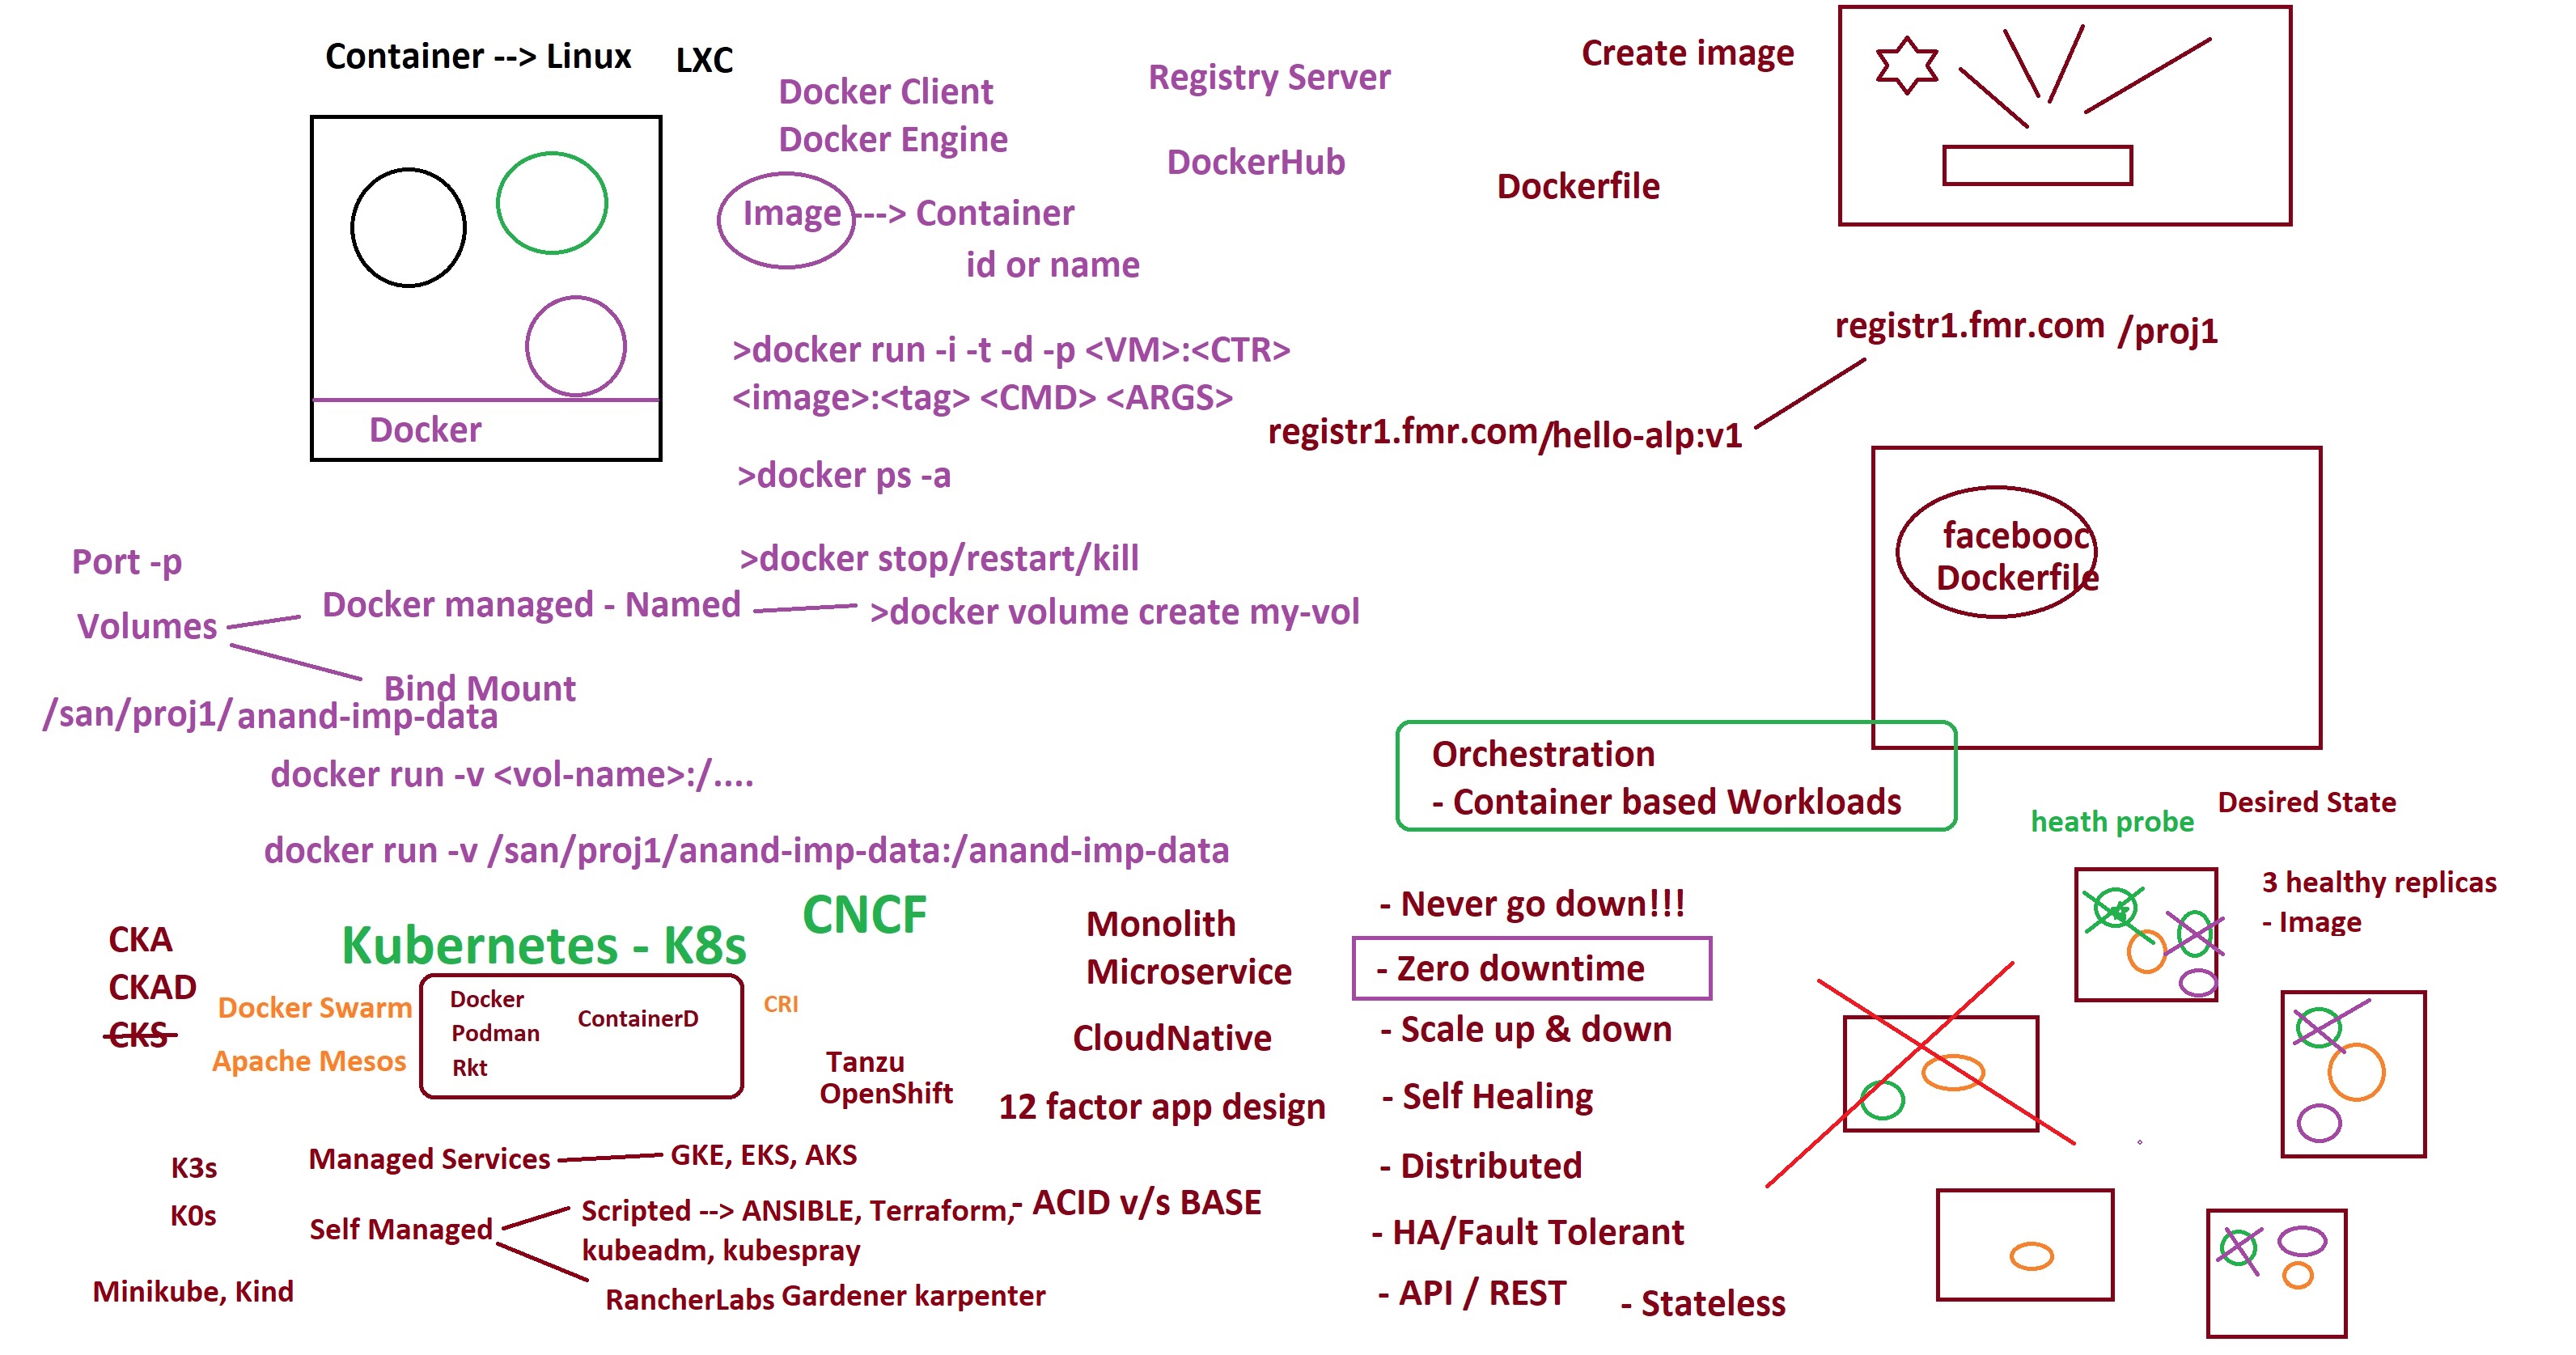 Container --> Linux
LXC
Docker Client
Docker Engine
Registry Server
DockerHub
Image ---> Container
id or name
Docker
>docker run -i -t -d -p <VM>:<CTR>
<image>:<tag> <CMD> <ARGS>
>docker ps -a
>docker stop/restart/kill
Create image
Dockerfile
registr1.fmr.com /proj1
registr1.fmr.com/hello-alp:v1
facebooc
Dockerfile
Port -p
Volumes
Docker managed - Named
>docker volume create my-vol
Bind Mount
/san/proj1/ anand-imp-data
docker run -v <vol-name>:/....
docker run -v /san/proj1/anand-imp-data:/anand-imp-data
Orchestration
- Container based Workloads
heath probe
Desired State
3 healthy replicas
- Image
CKA
CKAD
CKS
Kubernetes - K8s
CNCF
Docker Swarm
Apache Mesos
Docker
Podman
Rkt
ContainerD
CRI
Tanzu
OpenShift
Monolith
Microservice
CloudNative
12 factor app design
- Never go down!!!
- Zero downtime
- Scale up & down
- Self Healing
- Distributed
- HA/Fault Tolerant
- API / REST
- Stateless
K3s
K0s
Minikube, Kind
Managed Services
GKE, EKS, AKS
Self Managed
Scripted --> ANSIBLE, Terraform,
kubeadm, kubespray
- ACID v/s BASE
RancherLabs Gardener karpenter